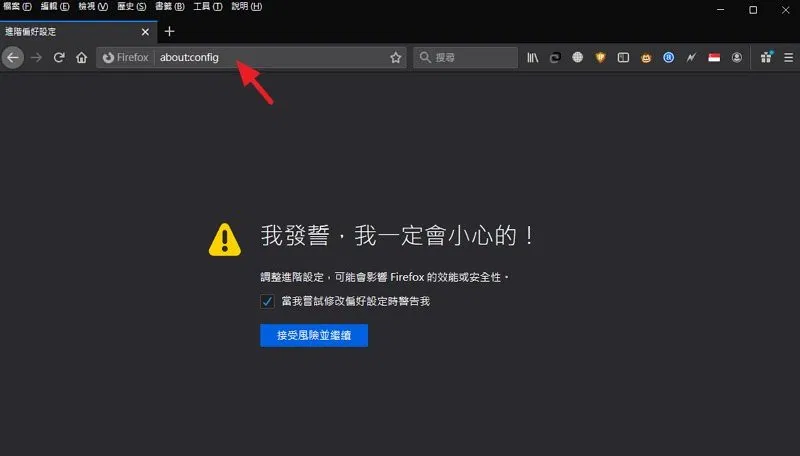 檔案(F) 編輯(E) 檢視(V) 歷史(S) 書籤(B) 工具(T) 說明(H)
進階偏好設定
Firefox about:config 搜尋
我發誓，我一定會小心的！
調整進階設定，可能會影響 Firefox 的效能或安全性。
當我嘗試修改偏好設定時警告我
接受風險並繼續